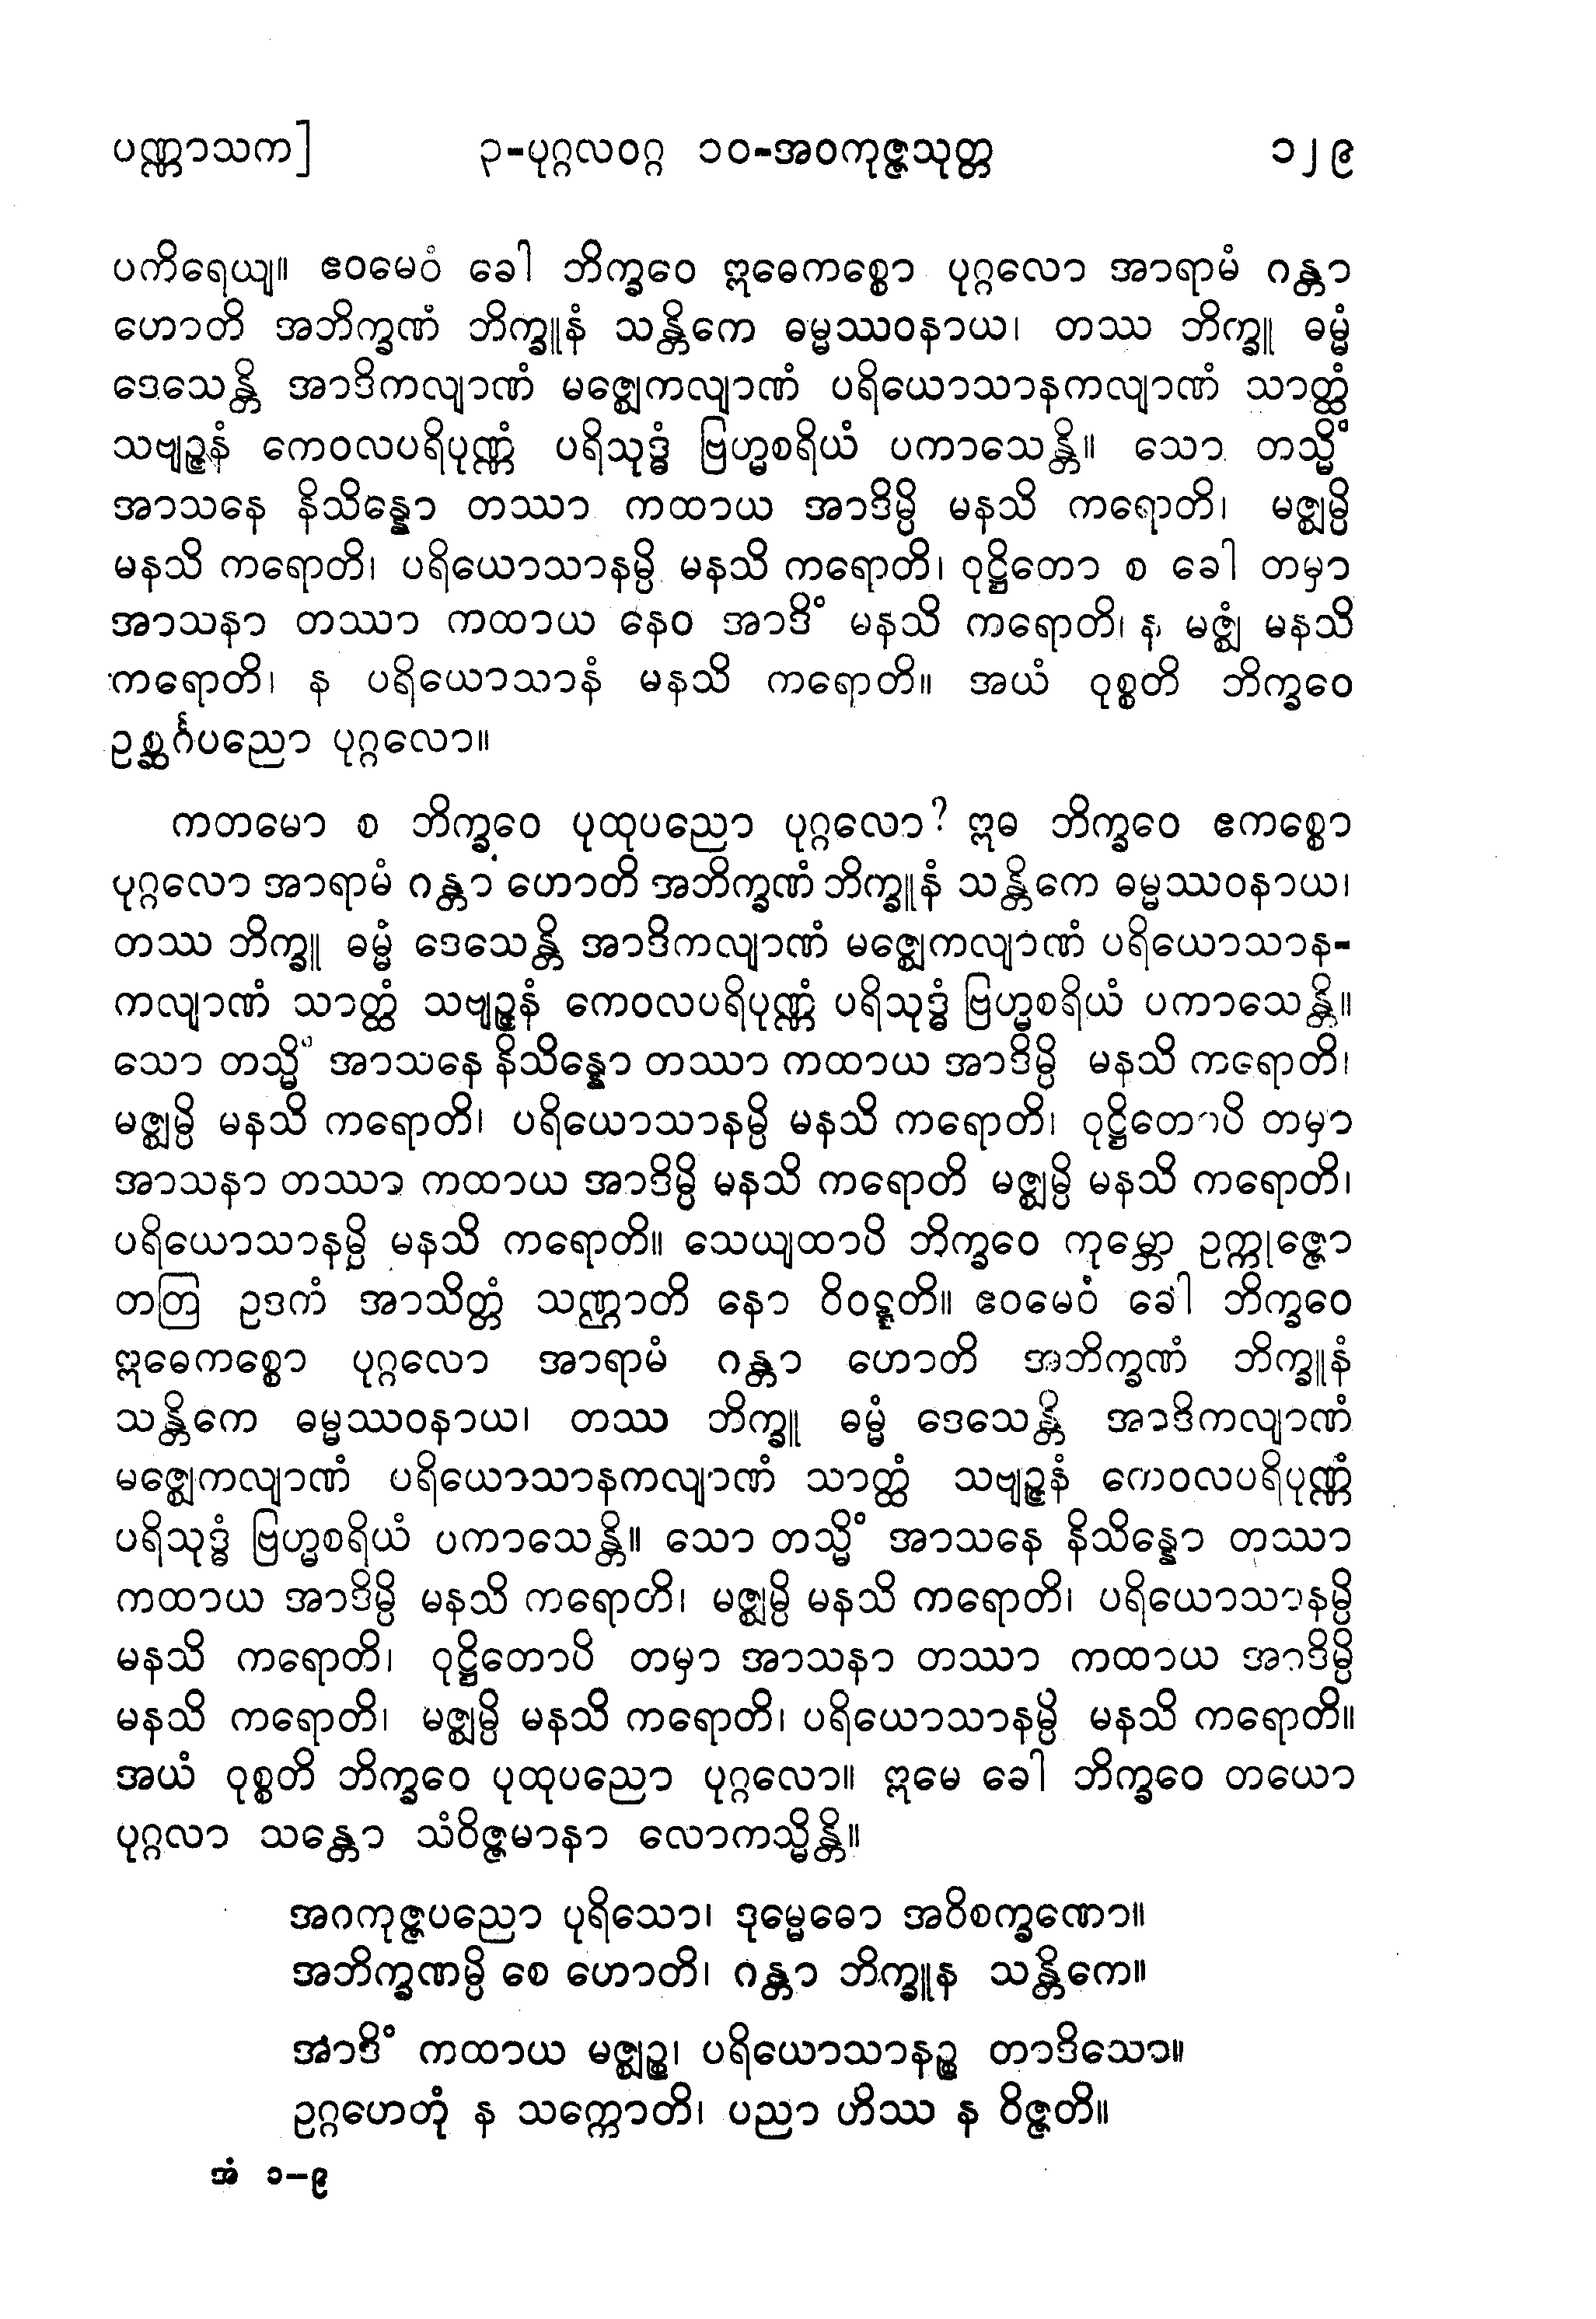 ပဏ္ဏာသက]   ၃-ပုဂ္ဂလဝဂ္ဂ ၁၀-အဝကုဇ္ဇသုတ္တ   ၁၂၉
ပကိရေယျ။ ဧဝမေဝံ ခေါ ဘိက္ခဝေ ဣဓေကစ္စော ပုဂ္ဂလော အာရာမံ ဂန္တာ
ဟောတိ အဘိက္ခဏံ ဘိက္ခူနံ သန္တိကေ ဓမ္မဿဝနာယ၊ တဿ ဘိက္ခူ ဓမ္မံ
ဒေသေန္တိ အာဒိကလျာဏံ မဇ္ဈေကလျာဏံ ပရိယောသာနကလျာဏံ သာတ္ထံ
သဗျဉ္ဇနံ ကေဝလပရိပုဏ္ဏံ ပရိသုဒ္ဓံ ဗြဟ္မစရိယံ ပကာသေန္တိ။ သော တသ္မိံ
အာသနေ နိသိန္နော တဿာ ကထာယ အာဒိမ္ပိ မနသိ ကရောတိ၊ မဇ္ဈမ္ပိ
မနသိ ကရောတိ၊ ပရိယောသာနမ္ပိ မနသိ ကရောတိ၊ ဝုဋ္ဌိတော စ ခေါ တမှာ
အာသနာ တဿာ ကထာယ နေဝ အာဒိံ မနသိ ကရောတိ၊ န မဇ္ဈံ မနသိ
ကရောတိ၊ န ပရိယောသာနံ မနသိ ကရောတိ။ အယံ ဝုစ္စတိ ဘိက္ခဝေ
ဥစ္ဆင်္ဂပညော ပုဂ္ဂလော။
ကတမော စ ဘိက္ခဝေ ပုထုပညော ပုဂ္ဂလော? ဣဓ ဘိက္ခဝေ ဧကစ္စော
ပုဂ္ဂလော အာရာမံ ဂန္တာ ဟောတိ အဘိက္ခဏံ ဘိက္ခူနံ သန္တိကေ ဓမ္မဿဝနာယ၊
တဿ ဘိက္ခူ ဓမ္မံ ဒေသေန္တိ အာဒိကလျာဏံ မဇ္ဈေကလျာဏံ ပရိယောသာန-
ကလျာဏံ သာတ္ထံ သဗျဉ္ဇနံ ကေဝလပရိပုဏ္ဏံ ပရိသုဒ္ဓံ ဗြဟ္မစရိယံ ပကာသေန္တိ။
သော တသ္မိံ အာသနေ နိသိန္နော တဿာ ကထာယ အာဒိမ္ပိ မနသိ ကရောတိ၊
မဇ္ဈမ္ပိ မနသိ ကရောတိ၊ ပရိယောသာနမ္ပိ မနသိ ကရောတိ၊ ဝုဋ္ဌိတောပိ တမှာ
အာသနာ တဿာ ကထာယ အာဒိမ္ပိ မနသိ ကရောတိ မဇ္ဈမ္ပိ မနသိ ကရောတိ၊
ပရိယောသာနမ္ပိ မနသိ ကရောတိ။ သေယျထာပိ ဘိက္ခဝေ ကုမ္ဘော ဥက္ကုဇ္ဇော
တတြ ဥဒကံ အာသိတ္တံ သဏ္ဌာတိ နော ဝိဝဋ္ဋတိ။ ဧဝမေဝံ ခေါ ဘိက္ခဝေ
ဣဓေကစ္စော ပုဂ္ဂလော အာရာမံ ဂန္တာ ဟောတိ အဘိက္ခဏံ ဘိက္ခူနံ
သန္တိကေ ဓမ္မဿဝနာယ၊ တဿ ဘိက္ခူ ဓမ္မံ ဒေသေန္တိ အာဒိကလျာဏံ
မဇ္ဈေကလျာဏံ ပရိယောသာနကလျာဏံ သာတ္ထံ သဗျဉ္ဇနံ ကေဝလပရိပုဏ္ဏံ
ပရိသုဒ္ဓံ ဗြဟ္မစရိယံ ပကာသေန္တိ။ သော တသ္မိံ အာသနေ နိသိန္နော တဿာ
ကထာယ အာဒိမ္ပိ မနသိ ကရောတိ၊ မဇ္ဈမ္ပိ မနသိ ကရောတိ၊ ပရိယောသာနမ္ပိ
မနသိ ကရောတိ၊ ဝုဋ္ဌိတောပိ တမှာ အာသနာ တဿာ ကထာယ အာဒိမ္ပိ
မနသိ ကရောတိ၊ မဇ္ဈမ္ပိ မနသိ ကရောတိ၊ ပရိယောသာနမ္ပိ မနသိ ကရောတိ။
အယံ ဝုစ္စတိ ဘိက္ခဝေ ပုထုပညော ပုဂ္ဂလော။ ဣမေ ခေါ ဘိက္ခဝေ တယော
ပုဂ္ဂလာ သန္တော သံဝိဇ္ဇမာနာ လောကသ္မိန္တိ။
အဂကုဇ္ဇပညော ပုရိသော၊ ဒုမ္မေဓော အဝိစက္ခဏော။
အဘိက္ခဏမ္ပိ စေ ဟောတိ၊ ဂန္တာ ဘိက္ခူန သန္တိကေ။
အာဒိံ ကထာယ မဇ္ဈဉ္စ၊ ပရိယောသာနဉ္စ တာဒိသော။
ဥဂ္ဂဟေတုံ န သက္ကောတိ၊ ပညာ ဟိဿ န ဝိဇ္ဇတိ။
အံ ၁–၉